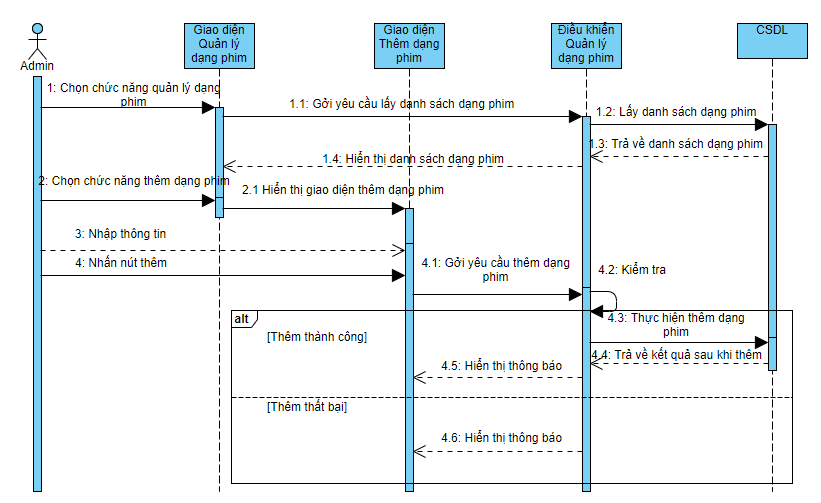 Giao diện
Quản lý
dạng phim
Giao diện
Thêm dạng
phim
Điều khiển
Quản lý
dạng phim
CSDL
Admin
1: Chọn chức năng quản lý dạng
phim
1.1: Gởi yêu cầu lấy danh sách dạng phim
1.2: Lấy danh sách dạng phim
1.3: Trả về danh sách dạng phim
1.4: Hiển thị danh sách dạng phim
2: Chọn chức năng thêm dạng phim
2.1 Hiển thị giao diện thêm dạng phim
3: Nhập thông tin
4: Nhấn nút thêm
4.1: Gởi yêu cầu thêm dạng
phim
4.2: Kiểm tra
alt
4.3: Thực hiện thêm dạng
phim
[Thêm thành công]
4.4: Trả về kết quả sau khi thêm
4.5: Hiển thị thông báo
[Thêm thất bại]
4.6: Hiển thị thông báo